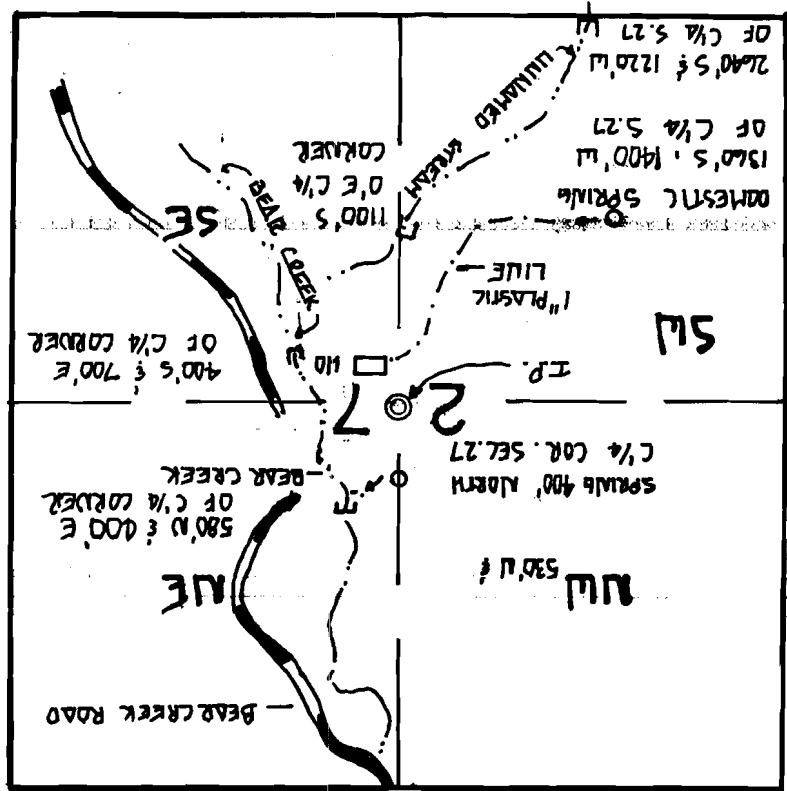 BEAR CREEK ROAD
NW
530' N &
NE
580' N & 400' E
OF C¼ CORNER
SPRING 400' NORTH
C¼ COR. SEC.27
BEAR CREEK
27
I.P.
SW
400'S & 700'E
OF C¼ CORNER
1" PLASTIC
LINE
SE
BEAR CREEK
DOMESTIC SPRING
1360'S, 1400'W
OF C¼ S.27
1100'S
0'E C¼
CORNER
UNNAMED STREAM
2640'S & 1220'W
OF C¼ S.27